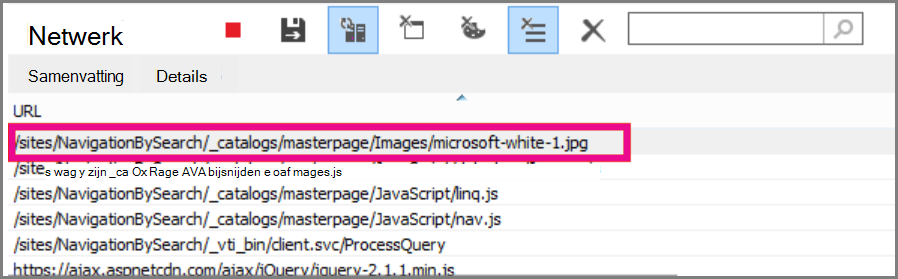 Netwerk
Samenvatting Details
URL
/sites/NavigationBySearch/_catalogs/masterpage/Images/microsoft-white-1.jpg
/site
s wag y zijn _ca Ox Rage AVA bijsnijden e oaf mages.js
/sites/NavigationBySearch/_catalogs/masterpage/JavaScript/linq.js
/sites/NavigationBySearch/_catalogs/masterpage/JavaScript/nav.js
/sites/NavigationBySearch/_vti_bin/client.svc/ProcessQuery
https://ajax.aspnetcdn.com/ajax/jQuery/jquery-2.1.1.min.js